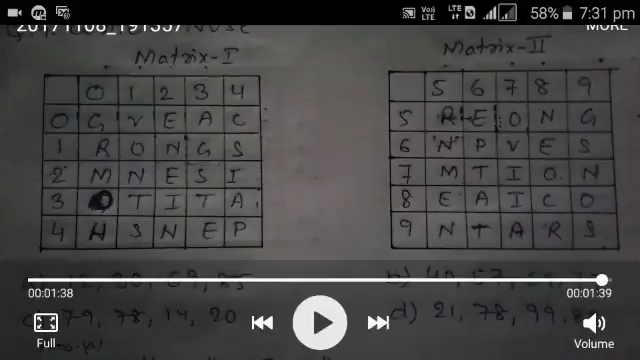 58% 7:31 pm
20171108_191357
MORE
Matrix-I
0 1 2 3 4
0 G V E A C
1 R O N G S
2 M N E S I
3 O T I T A
4 H S N E P
Matrix-II
5 6 7 8 9
5 R E O N G
6 N P V E S
7 M T I O N
8 E A I C O
9 N T A R S
00:01:38
00:01:39
c) 79, 78, 14, 20
d) 21, 78, 99,
Full
Volume